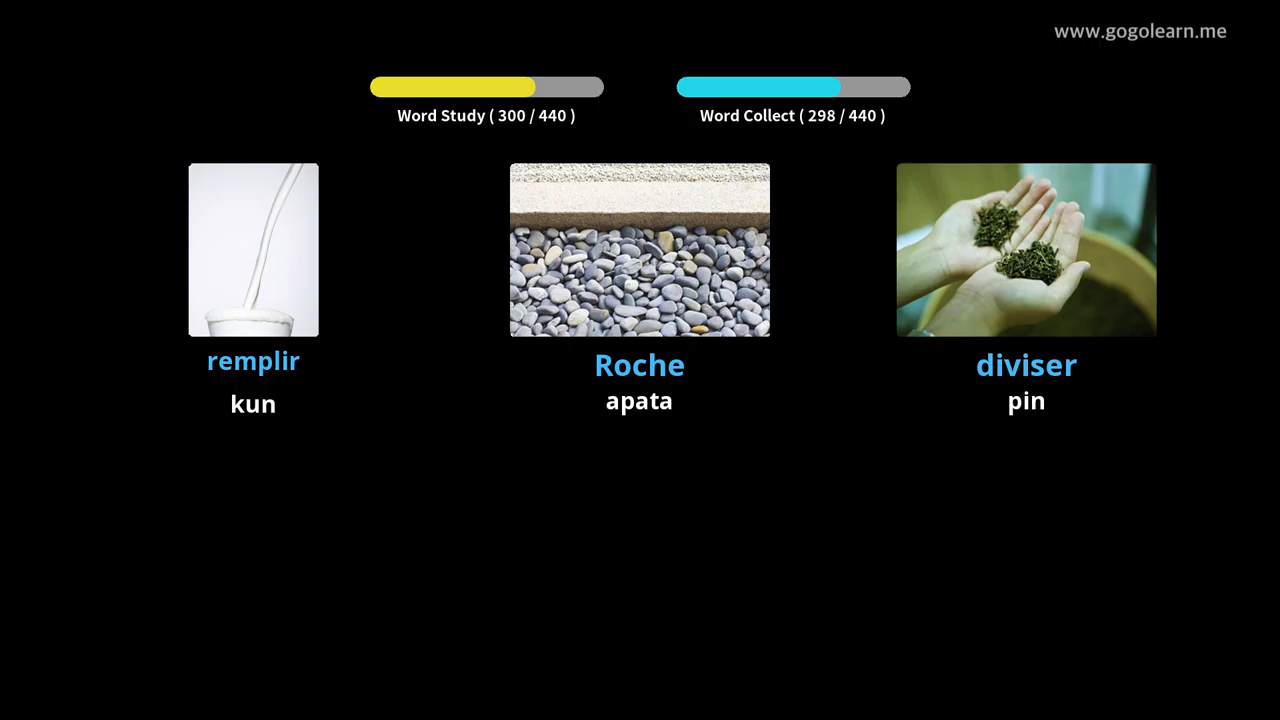 www.gogolearn.me
Word Study ( 300 / 440 )
Word Collect ( 298 / 440 )
remplir
kun
Roche
apata
diviser
pin